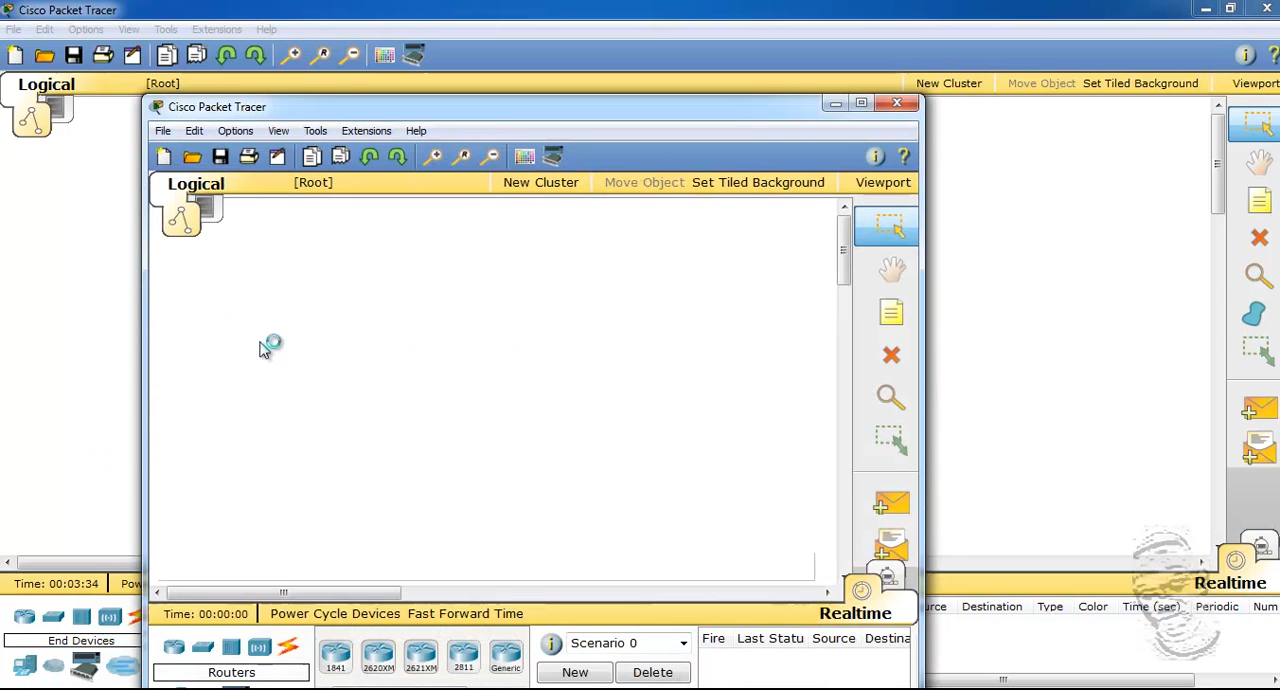 Cisco Packet Tracer
File Edit Options View Tools Extensions Help
Logical [Root] New Cluster Move Object Set Tiled Background Viewport
Cisco Packet Tracer
File Edit Options View Tools Extensions Help
Logical [Root] New Cluster Move Object Set Tiled Background Viewport
Time: 00:03:34 Pow
Realtime
End Devices
ource Destination Type Color Time (sec) Periodic Num
Time: 00:00:00 Power Cycle Devices Fast Forward Time
Realtime
Scenario 0
Fire Last Statu Source Destina
1841 2620XM 2621XM 2811 Generic
Routers
New Delete